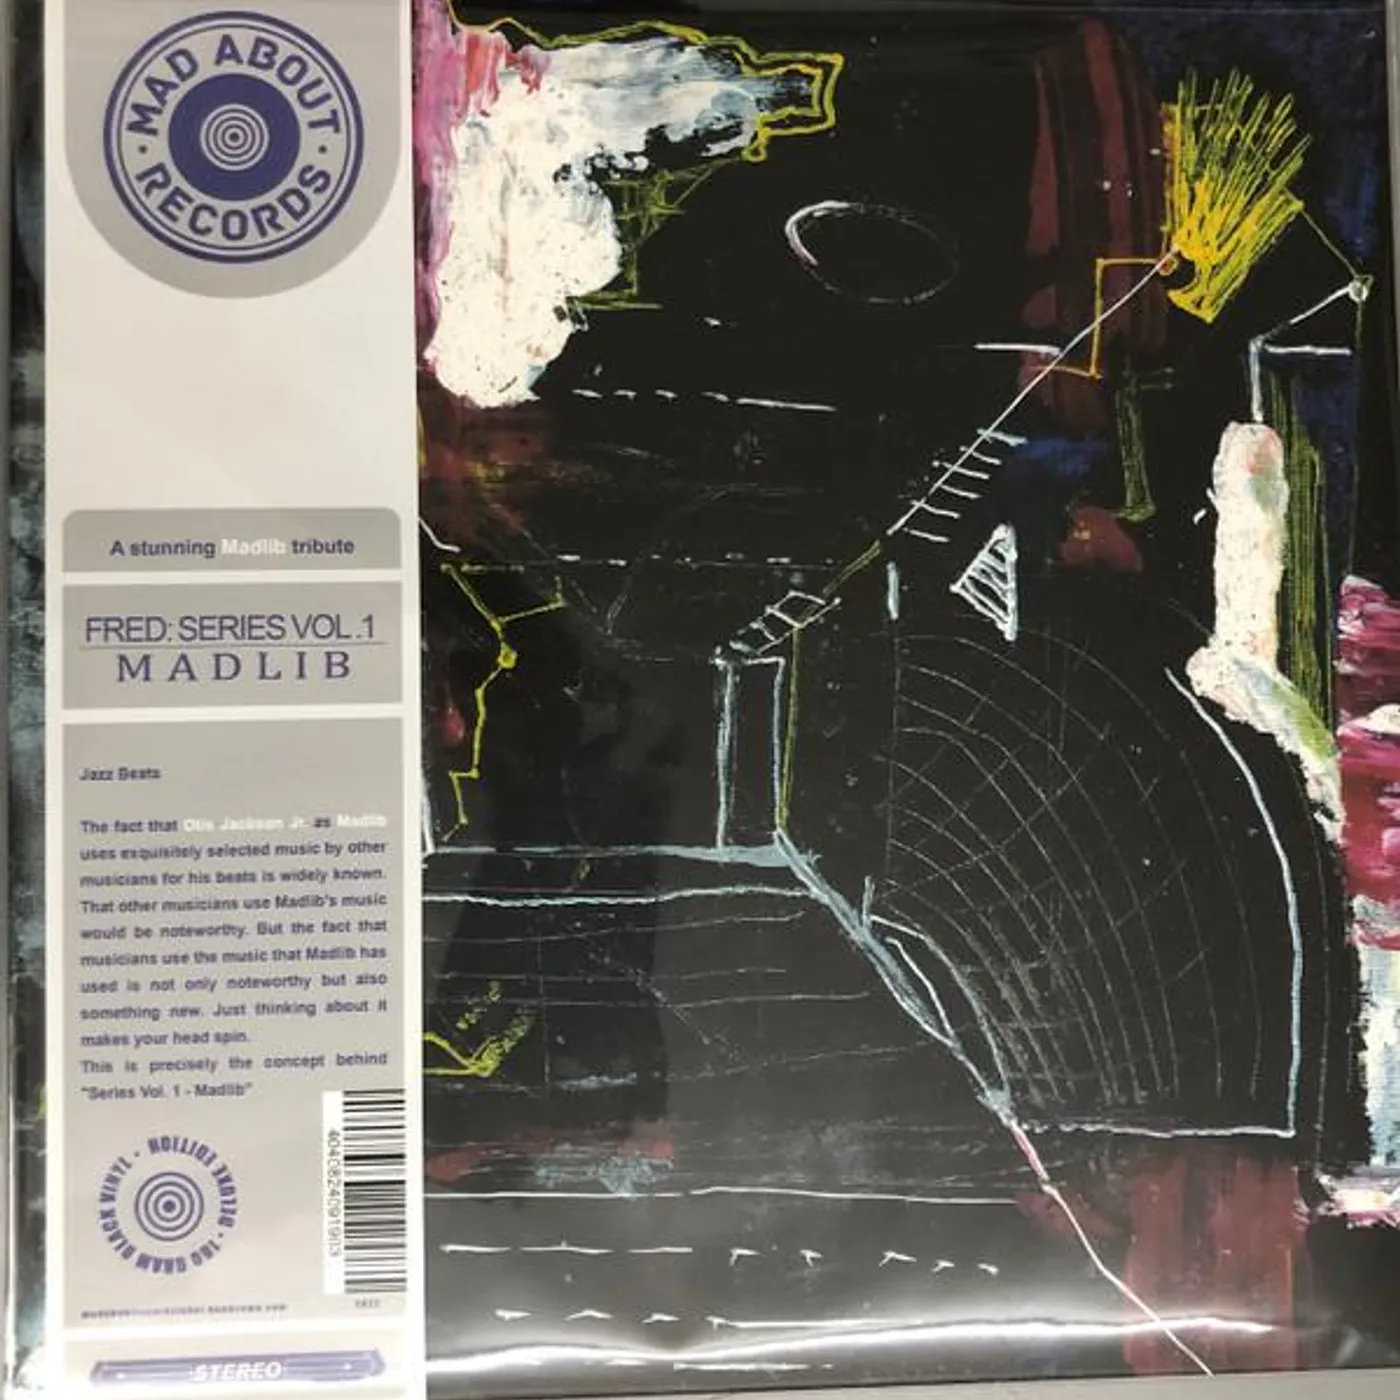 MAD ABOUT
RECORDS
A stunning Madlib tribute
FRED: SERIES VOL.1
MADLIB
Jazz Beats
The fact that Otis Jackson Jr. as Madlib
uses exquisitely selected music by other
musicians for his beats is widely known.
That other musicians use Madlib's music
would be noteworthy. But the fact that
musicians use the music that Madlib has
used is not only noteworthy but also
something new. Just thinking about it
makes your head spin.
This is precisely the concept behind
"Series Vol. 1 - Madlib"
DELUXE EDITION • 180 GRAM BLACK VINYL •
4040824091903
STEREO